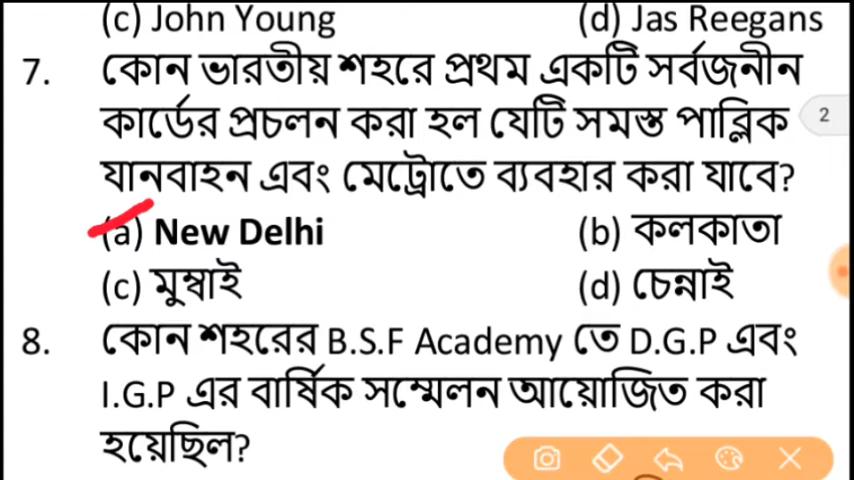 (c) John Young (d) Jas Reegans
7. কোন ভারতীয় শহরে প্রথম একটি সর্বজনীন
কার্ডের প্রচলন করা হল যেটি সমস্ত পাব্লিক 2
যানবাহন এবং মেট্রোতে ব্যবহার করা যাবে?
(a) New Delhi (b) কলকাতা
(c) মুম্বাই (d) চেন্নাই
8. কোন শহরের B.S.F Academy তে D.G.P এবং
I.G.P এর বার্ষিক সম্মেলন আয়োজিত করা
হয়েছিল?